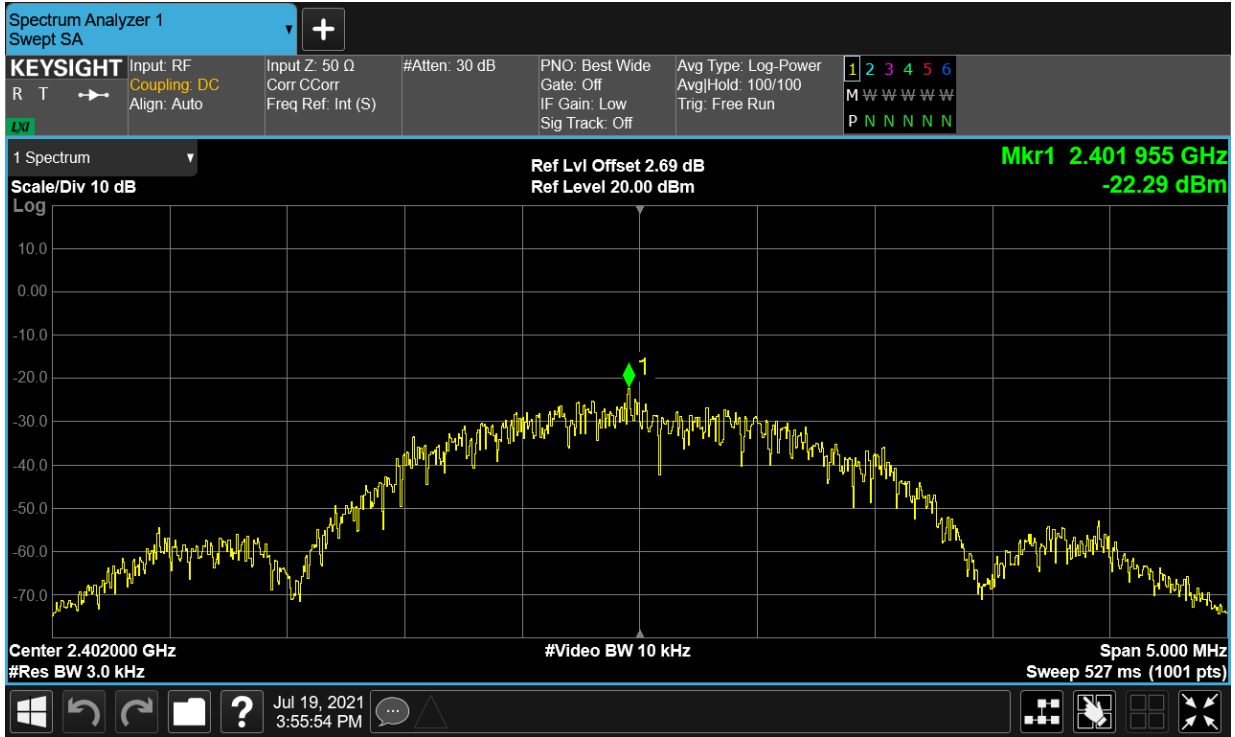 Spectrum Analyzer 1
Swept SA
+
KEYSIGHT
R T
LXI
Input: RF
Coupling: DC
Align: Auto
Input Z: 50 Ω
Corr CCorr
Freq Ref: Int (S)
#Atten: 30 dB
PNO: Best Wide
Gate: Off
IF Gain: Low
Sig Track: Off
Avg Type: Log-Power
Avg|Hold: 100/100
Trig: Free Run
1 2 3 4 5 6
M W W W W W
P N N N N N
1 Spectrum
Scale/Div 10 dB
Log
Ref Lvl Offset 2.69 dB
Ref Level 20.00 dBm
Mkr1 2.401 955 GHz
-22.29 dBm
10.0
0.00
-10.0
1
-20.0
-30.0
-40.0
-50.0
-60.0
-70.0
Center 2.402000 GHz
#Res BW 3.0 kHz
#Video BW 10 kHz
Span 5.000 MHz
Sweep 527 ms (1001 pts)
?
Jul 19, 2021
3:55:54 PM